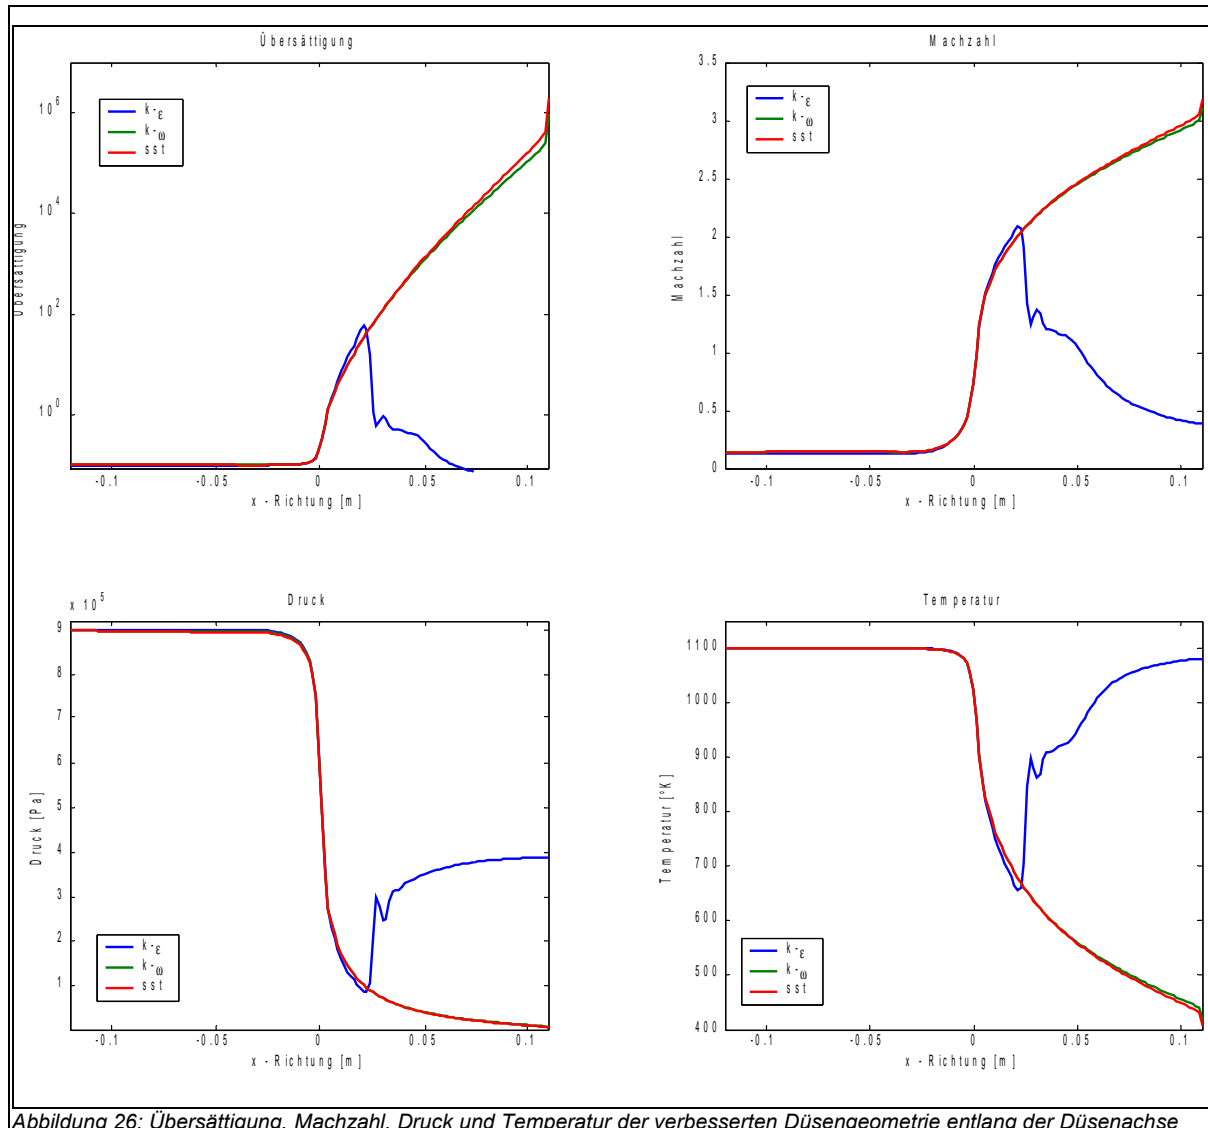 Übersättigung
Übersättigung
10^6
10^4
10^2
10^0
k-ε
k-ω
sst
-0.1 -0.05 0 0.05 0.1
x - Richtung [m]
Machzahl
Machzahl
3.5
3
2.5
2
1.5
1
0.5
0
k-ε
k-ω
sst
-0.1 -0.05 0 0.05 0.1
x - Richtung [m]
Druck
x 10^5
Druck [Pa]
9
8
7
6
5
4
3
2
1
k-ε
k-ω
sst
-0.1 -0.05 0 0.05 0.1
x - Richtung [m]
Temperatur
Temperatur [°K]
1100
1000
900
800
700
600
500
400
k-ε
k-ω
sst
-0.1 -0.05 0 0.05 0.1
x - Richtung [m]
Abbildung 26: Übersättigung, Machzahl, Druck und Temperatur der verbesserten Düsengeometrie entlang der Düsenachse